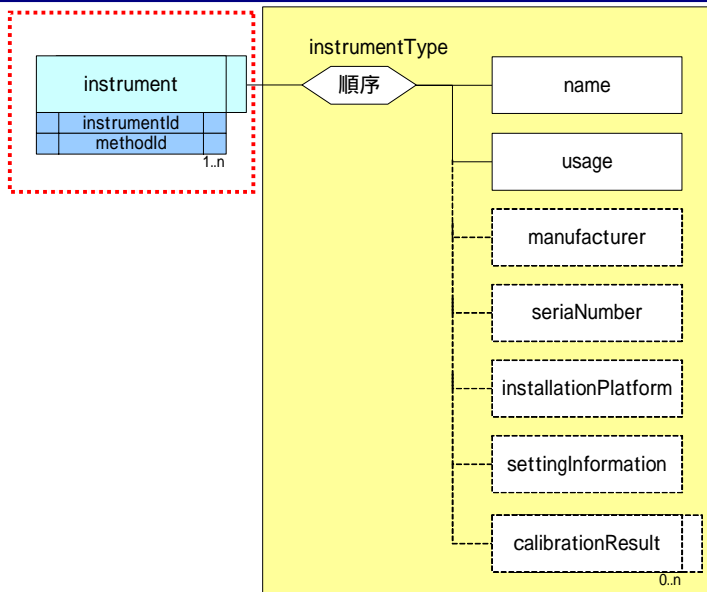 instrumentType
instrument
順序
name
instrumentId
methodId
1..n
usage
manufacturer
seriaNumber
installationPlatform
settingInformation
calibrationResult
0..n